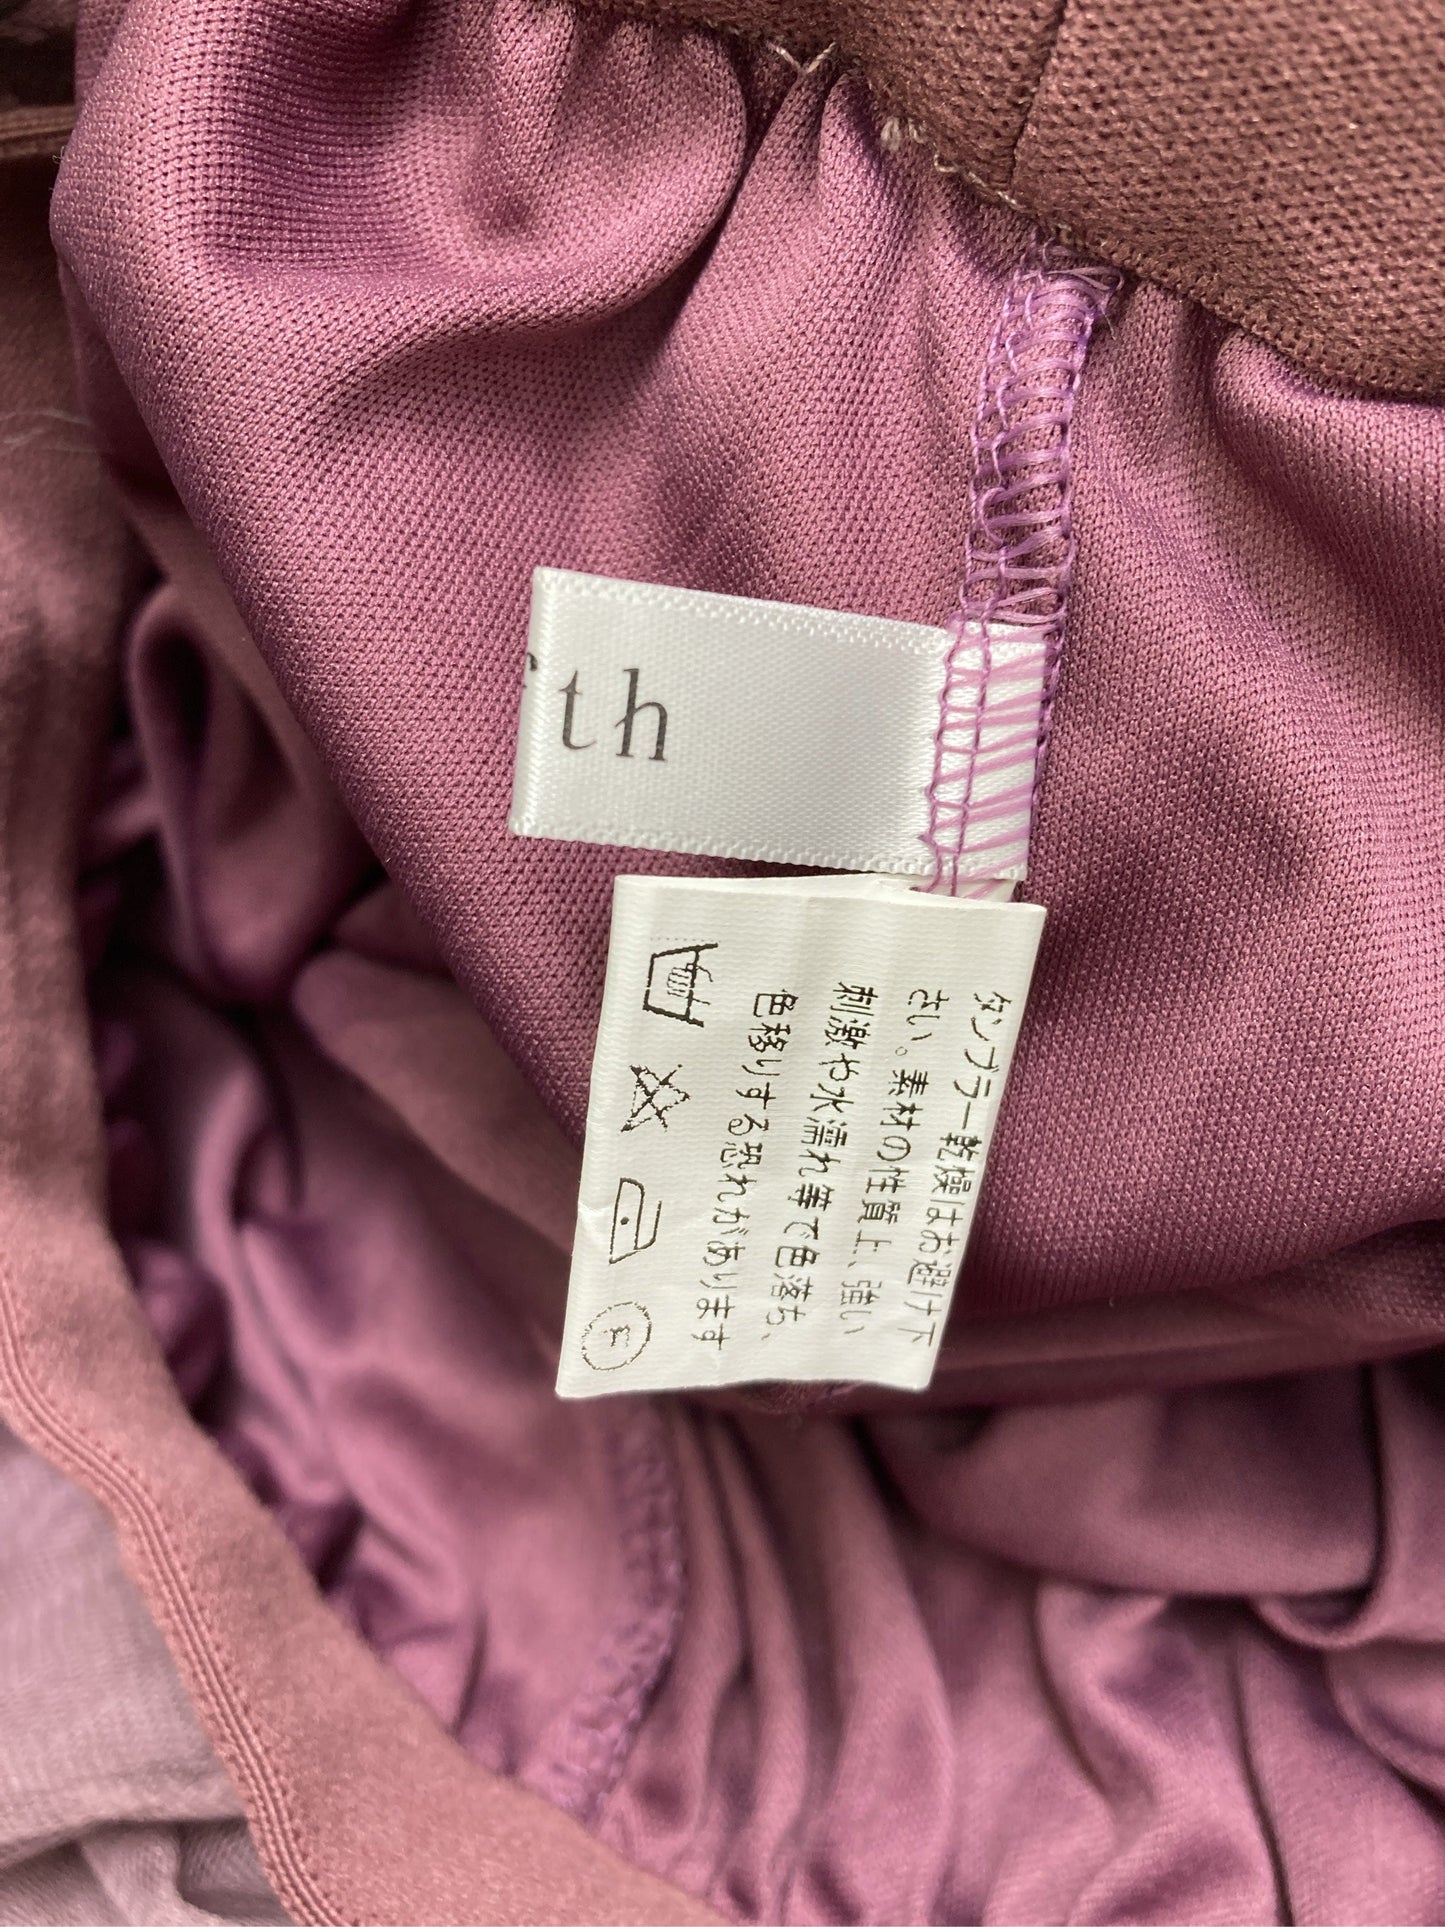 th
タンブラー乾燥はお避け下
さい。素材の性質上、強い
刺激や水濡れ等で色落ち、
色移りする恐れがあります
F